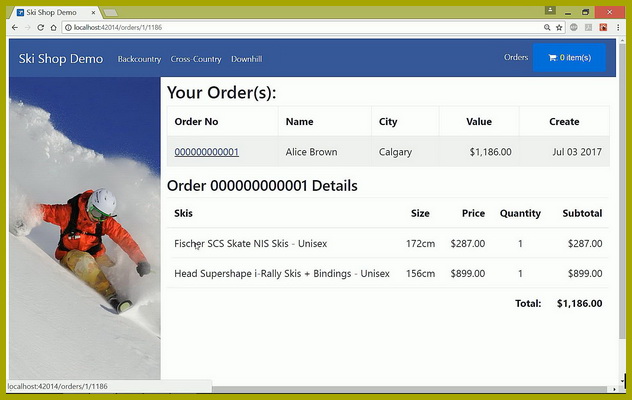 Ski Shop Demo
localhost:42014/orders/1/1186
Ski Shop Demo Backcountry Cross-Country Downhill Orders 0 item(s)
Your Order(s):
Order No Name City Value Create
000000000001 Alice Brown Calgary $1,186.00 Jul 03 2017
Order 000000000001 Details
Skis Size Price Quantity Subtotal
Fischer SCS Skate NIS Skis - Unisex 172cm $287.00 1 $287.00
Head Supershape i-Rally Skis + Bindings - Unisex 156cm $899.00 1 $899.00
Total: $1,186.00
localhost:42014/orders/1/1186